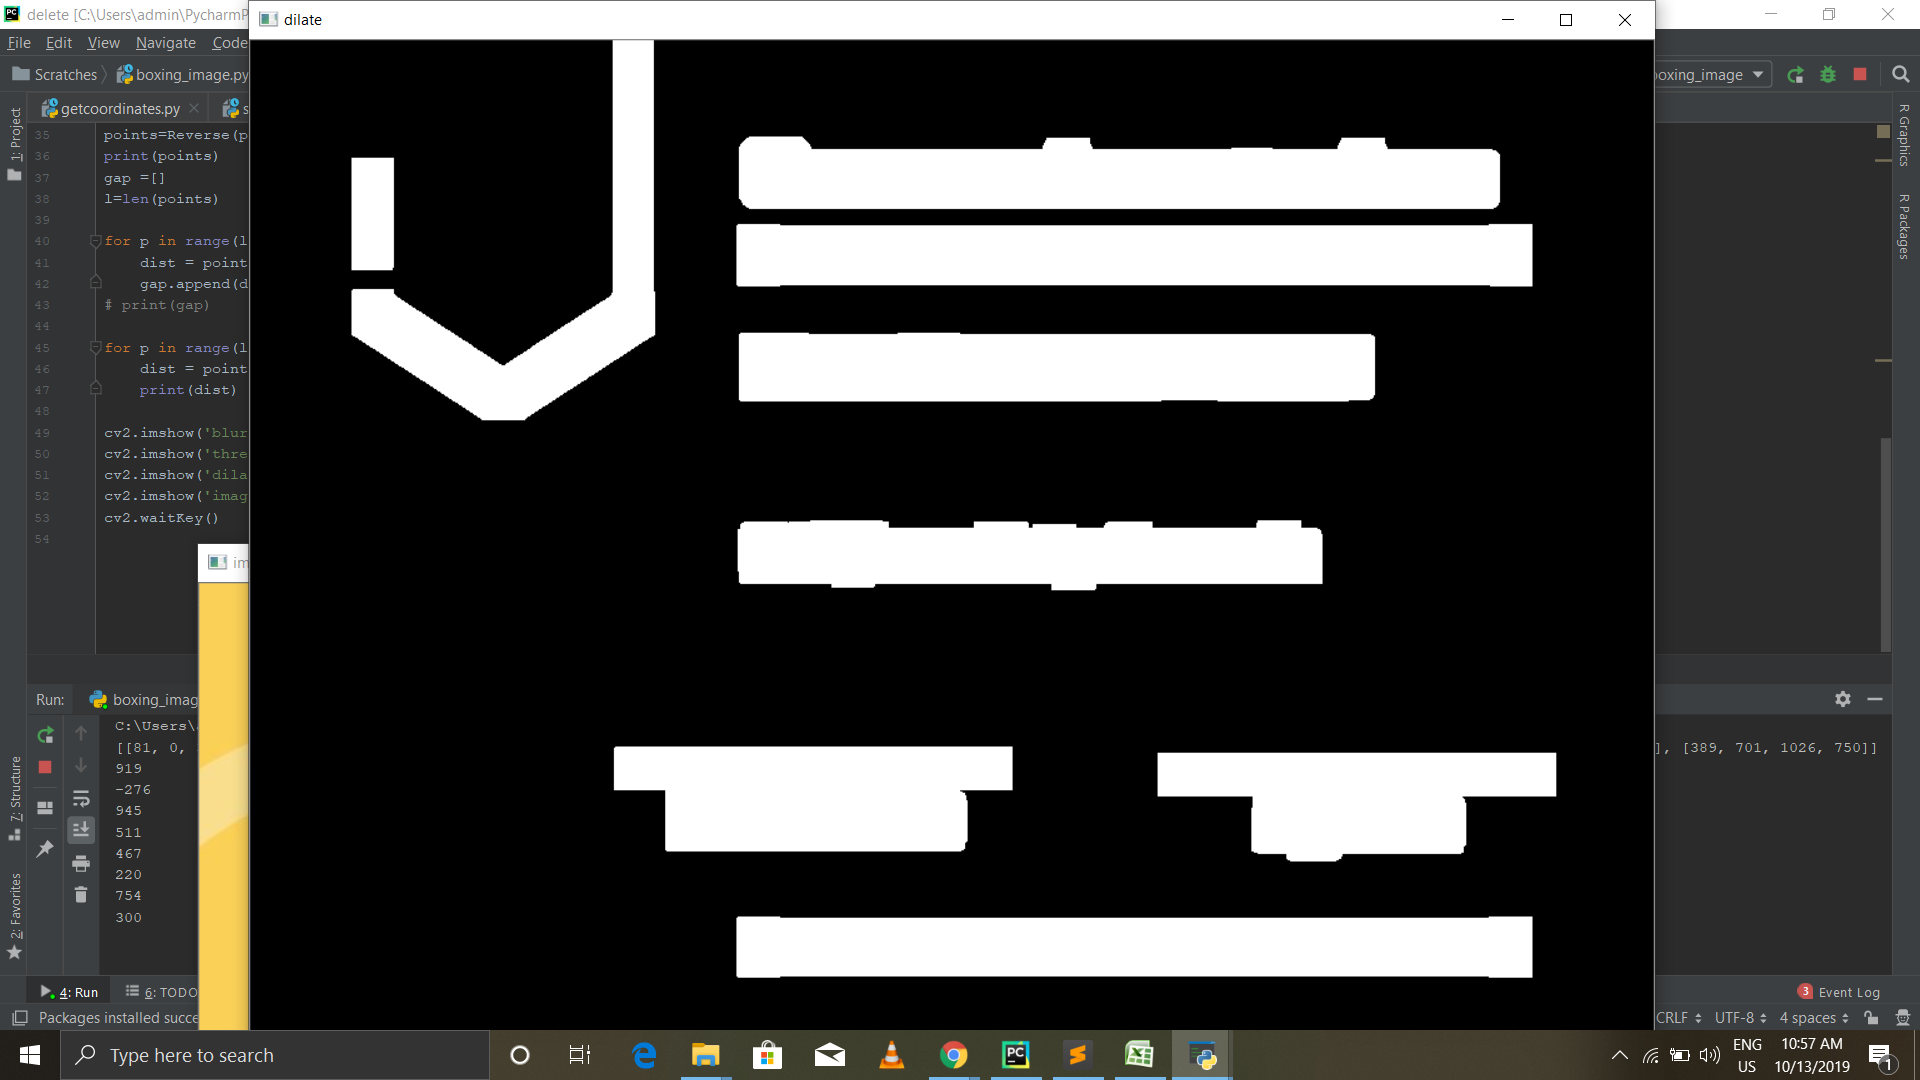 delete [C:\Users\admin\PycharmP
dilate
File Edit View Navigate Code
Scratches boxing_image.py
boxing_image
getcoordinates.py
1: Project
R Graphics
R Packages
35 points=Reverse(p
36 print(points)
37 gap =[]
38 l=len(points)
39
40 for p in range(l
41 dist = point
42 gap.append(d
43 # print(gap)
44
45 for p in range(l
46 dist = point
47 print(dist)
48
49 cv2.imshow('blur
50 cv2.imshow('thre
51 cv2.imshow('dila
52 cv2.imshow('imag
53 cv2.waitKey()
54
im
Run: boxing_imag
C:\Users\
[[81, 0,
], [389, 701, 1026, 750]]
919
-276
945
511
467
220
754
300
7: Structure
2: Favorites
4: Run 6: TODO
3 Event Log
Packages installed succe
CRLF UTF-8 4 spaces
Type here to search
PC
ENG
US
10:57 AM
10/13/2019
1